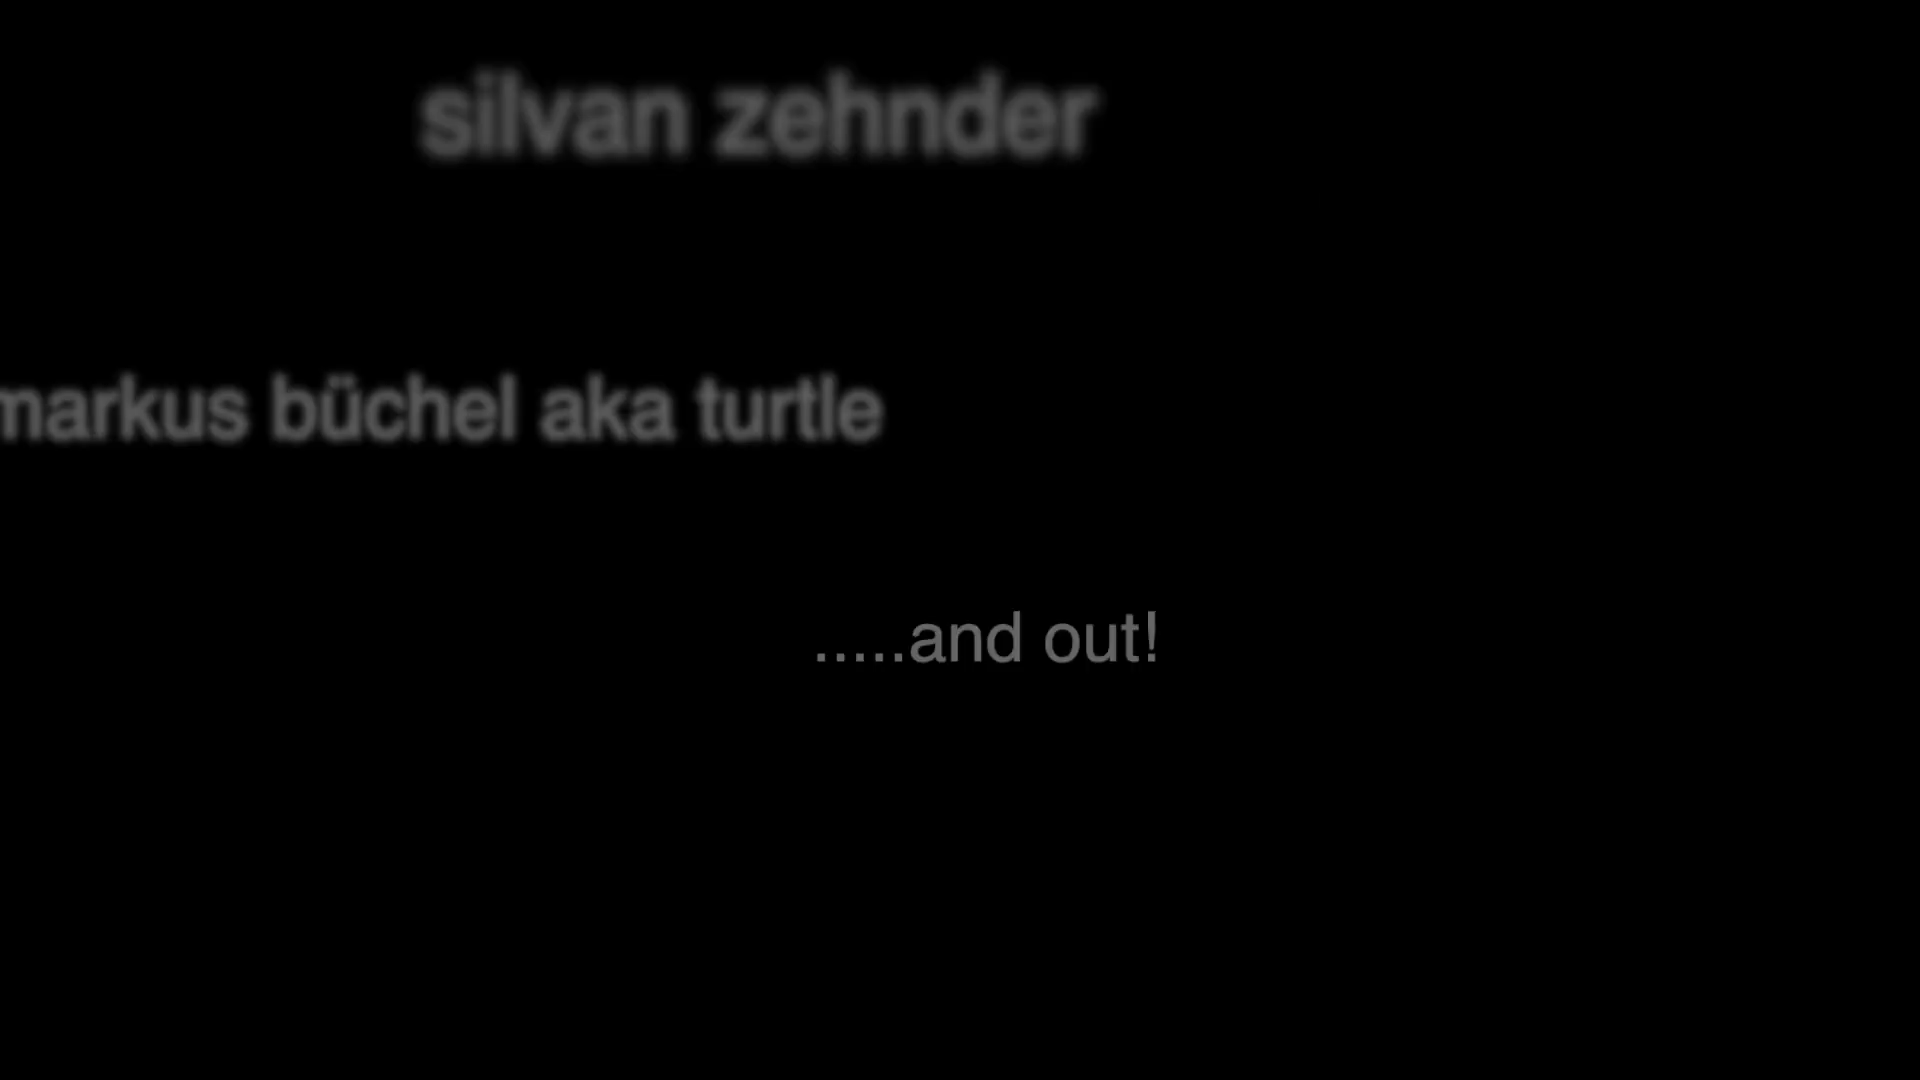 silvan zehnder
markus büchel aka turtle
.....and out!